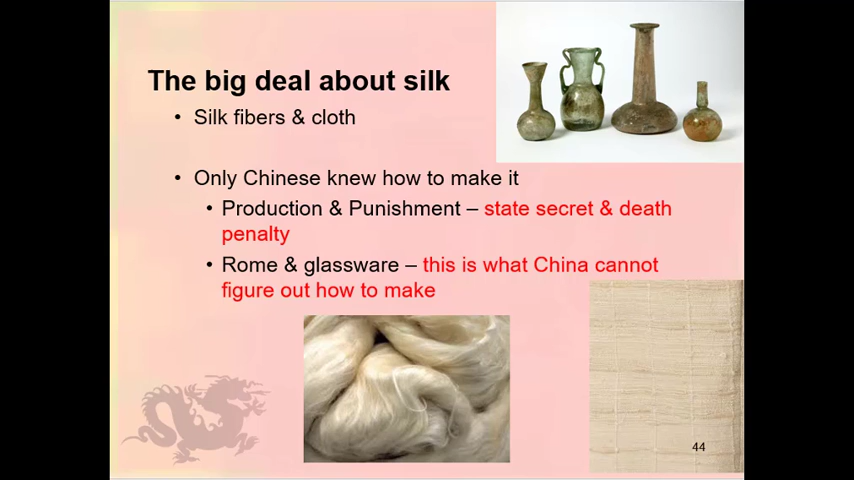 The big deal about silk
• Silk fibers & cloth
• Only Chinese knew how to make it
• Production & Punishment – state secret & death
penalty
• Rome & glassware – this is what China cannot
figure out how to make
44